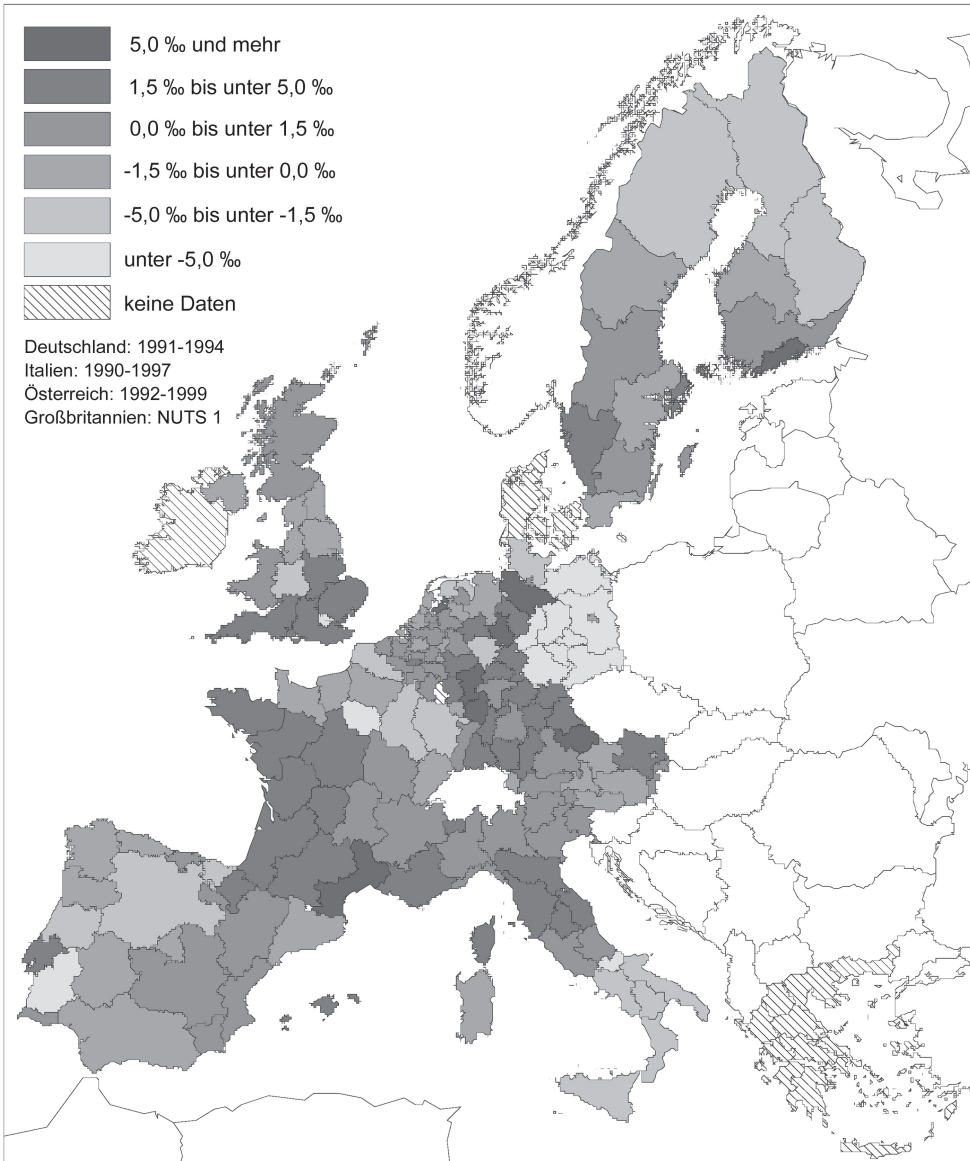 5,0 ‰ und mehr
1,5 ‰ bis unter 5,0 ‰
0,0 ‰ bis unter 1,5 ‰
-1,5 ‰ bis unter 0,0 ‰
-5,0 ‰ bis unter -1,5 ‰
unter -5,0 ‰
keine Daten
Deutschland: 1991-1994
Italien: 1990-1997
Österreich: 1992-1999
Großbritannien: NUTS 1